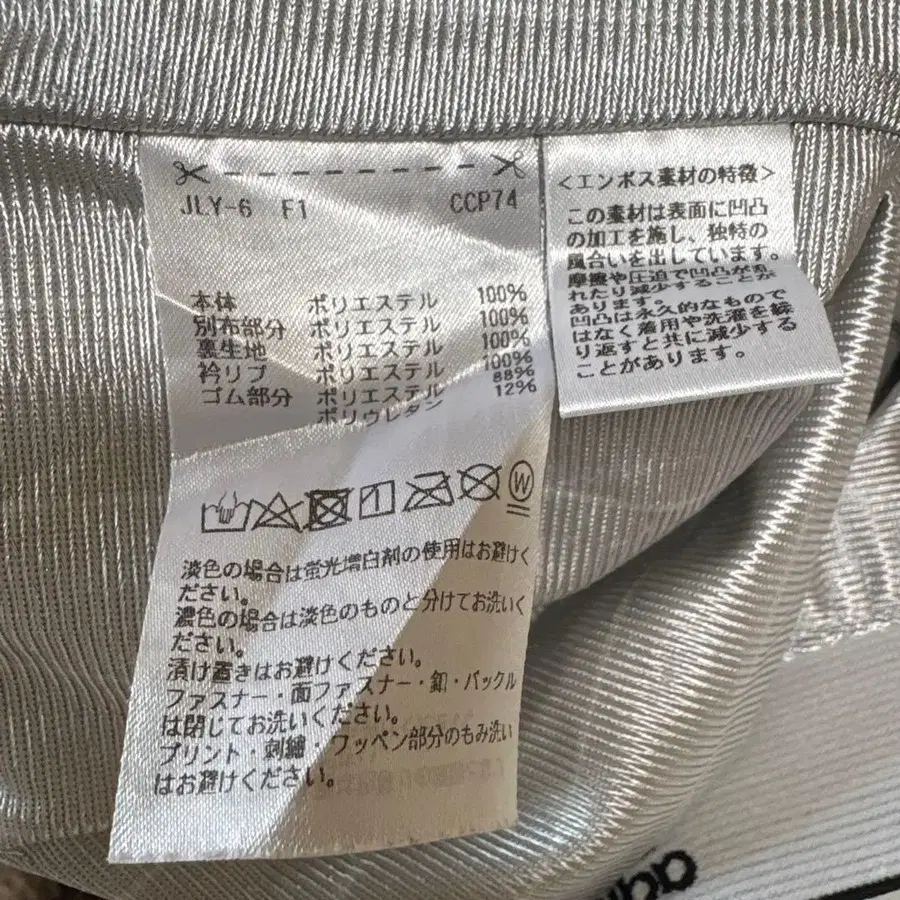 JLY-6 F1 CCP74
本体 ポリエステル 100%
別布部分 ポリエステル 100%
裏生地 ポリエステル 100%
衿リブ ポリエステル 100%
ゴム部分 ポリエステル 88%
ポリウレタン 12%
W
淡色の場合は蛍光増白剤の使用はお避けく
ださい。
濃色の場合は淡色のものと分けてお洗いく
ださい。
漬け置きはお避けください。
ファスナー・面ファスナー・釦・バックル
は閉じてお洗いください。
プリント・刺繍・ワッペン部分のもみ洗い
はお避けください。
<エンボス素材の特徴>
この素材は表面に凹凸
の加工を施し、独特の
風合いを出しています。
摩擦や圧迫で凹凸が乱
れたり減少することが
あります。
凹凸は永久的なもので
はなく着用や洗濯を繰
り返すと共に減少する
ことがあります。